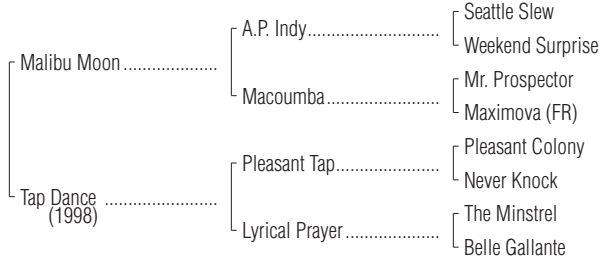 Seattle Slew
A.P. Indy........................
Weekend Surprise
Malibu Moon .................
Mr. Prospector
Macoumba....................
Maximova (FR)
Pleasant Colony
Pleasant Tap..................
Never Knock
Tap Dance ....................
(1998)
The Minstrel
Lyrical Prayer.................
Belle Gallante